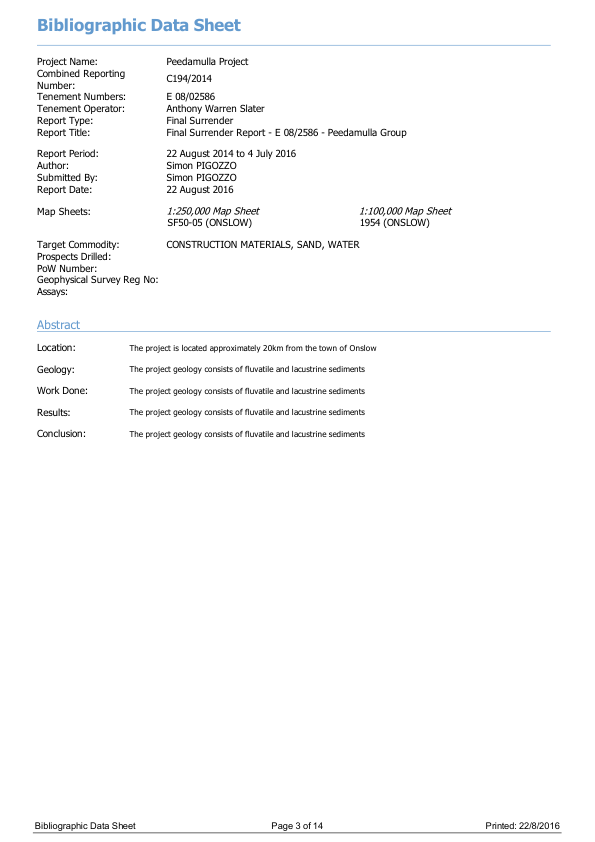 Bibliographic Data Sheet
Project Name: Peedamulla Project
Combined Reporting
Number: C194/2014
Tenement Numbers: E 08/02586
Tenement Operator: Anthony Warren Slater
Report Type: Final Surrender
Report Title: Final Surrender Report - E 08/2586 - Peedamulla Group
Report Period: 22 August 2014 to 4 July 2016
Author: Simon PIGOZZO
Submitted By: Simon PIGOZZO
Report Date: 22 August 2016
Map Sheets: 1:250,000 Map Sheet 1:100,000 Map Sheet
SF50-05 (ONSLOW) 1954 (ONSLOW)
Target Commodity: CONSTRUCTION MATERIALS, SAND, WATER
Prospects Drilled:
PoW Number:
Geophysical Survey Reg No:
Assays:
Abstract
Location: The project is located approximately 20km from the town of Onslow
Geology: The project geology consists of fluvatile and lacustrine sediments
Work Done: The project geology consists of fluvatile and lacustrine sediments
Results: The project geology consists of fluvatile and lacustrine sediments
Conclusion: The project geology consists of fluvatile and lacustrine sediments
Bibliographic Data Sheet Page 3 of 14 Printed: 22/8/2016